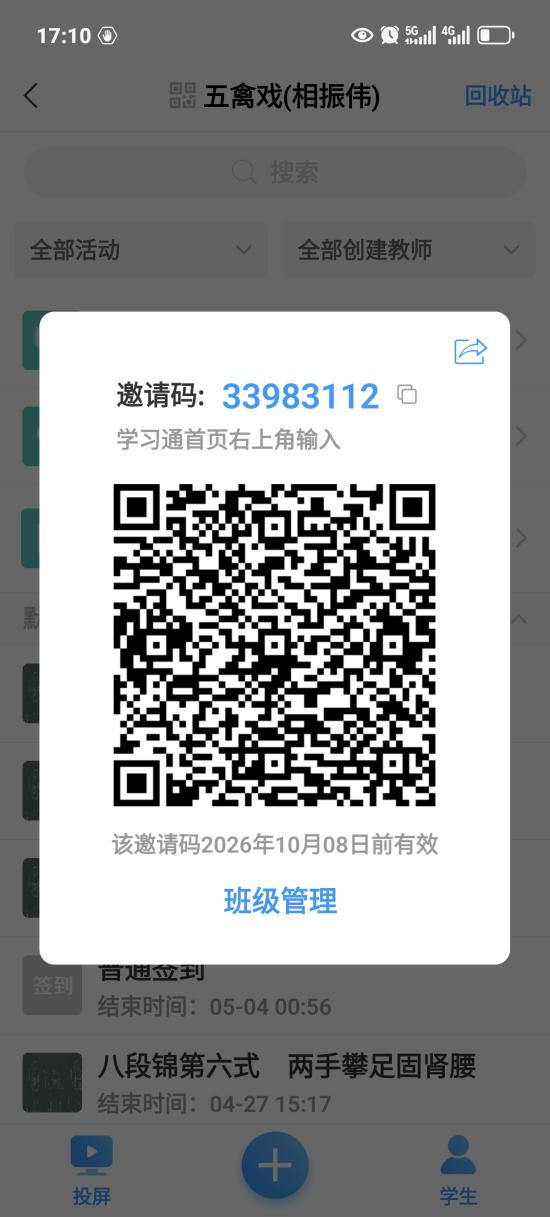 17:10
5G 4G
五禽戏(相振伟)
回收站
搜索
全部活动
全部创建教师
邀请码: 33983112
学习通首页右上角输入
该邀请码2026年10月08日前有效
班级管理
签到
普通签到
结束时间：05-04 00:56
八段锦第六式 两手攀足固肾腰
结束时间：04-27 15:17
投屏
学生